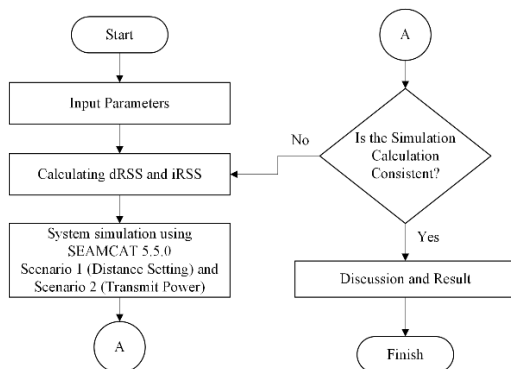 Start
Input Parameters
Calculating dRSS and iRSS
System simulation using
SEAMCAT 5.5.0
Scenario 1 (Distance Setting) and
Scenario 2 (Transmit Power)
A
A
Is the Simulation
Calculation
Consistent?
No
Yes
Discussion and Result
Finish